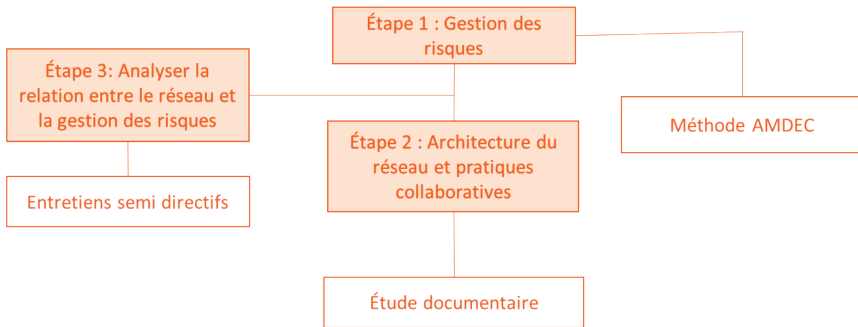 Étape 1 : Gestion des
risques
Étape 3: Analyser la
relation entre le réseau et
la gestion des risques
Méthode AMDEC
Étape 2 : Architecture du
réseau et pratiques
collaboratives
Entretiens semi directifs
Étude documentaire